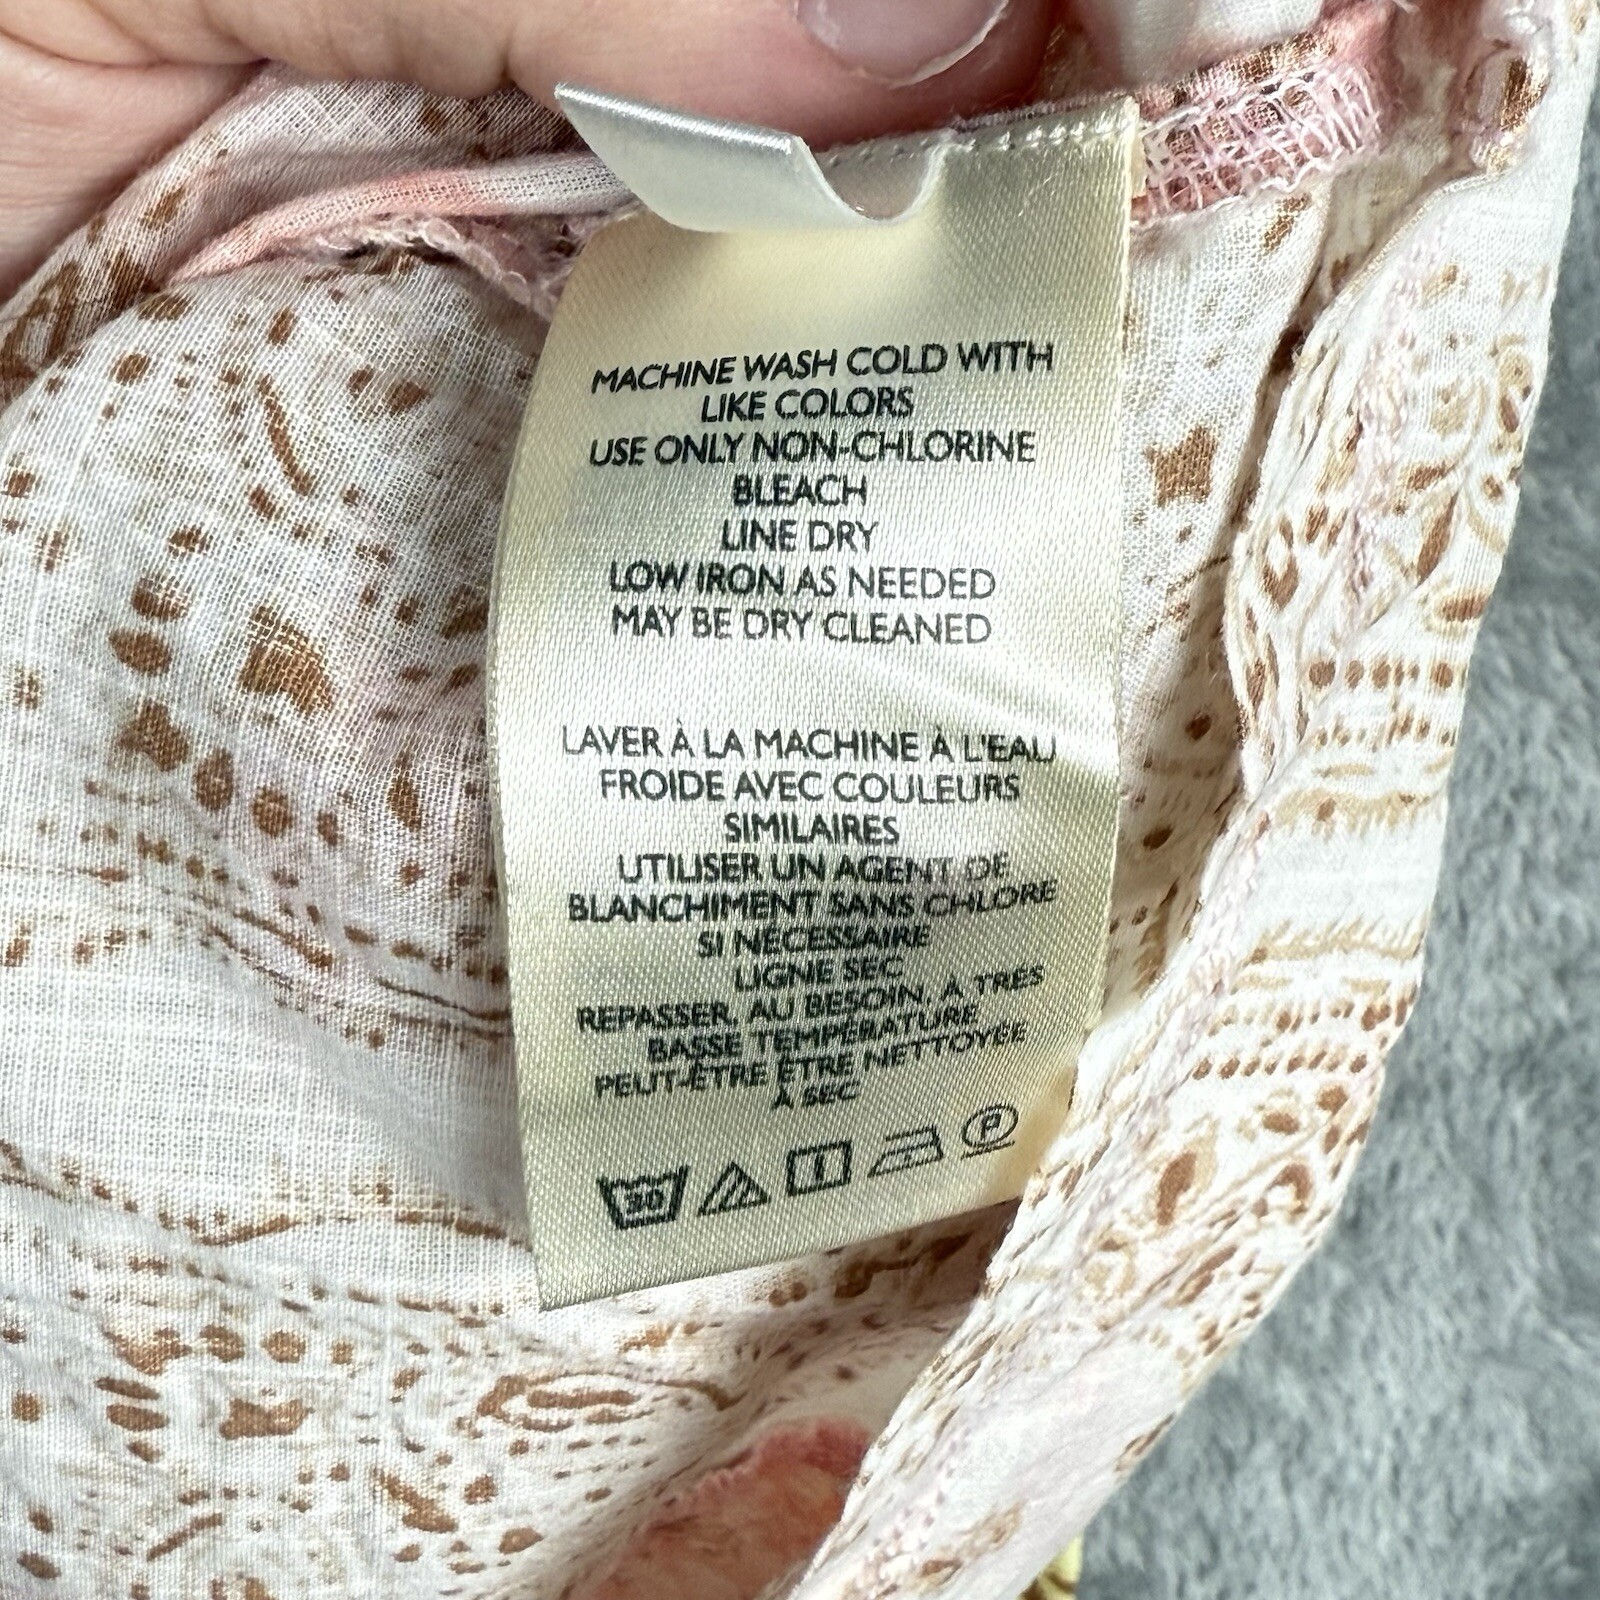 MACHINE WASH COLD WITH
LIKE COLORS
USE ONLY NON-CHLORINE
BLEACH
LINE DRY
LOW IRON AS NEEDED
MAY BE DRY CLEANED
LAVER À LA MACHINE À L'EAU
FROIDE AVEC COULEURS
SIMILAIRES
UTILISER UN AGENT DE
BLANCHIMENT SANS CHLORE
SI NÉCESSAIRE
LIGNE SEC
REPASSER, AU BESOIN, À TRÈS
BASSE TEMPÉRATURE
PEUT-ÊTRE ÊTRE NETTOYÉE
À SEC
30 P